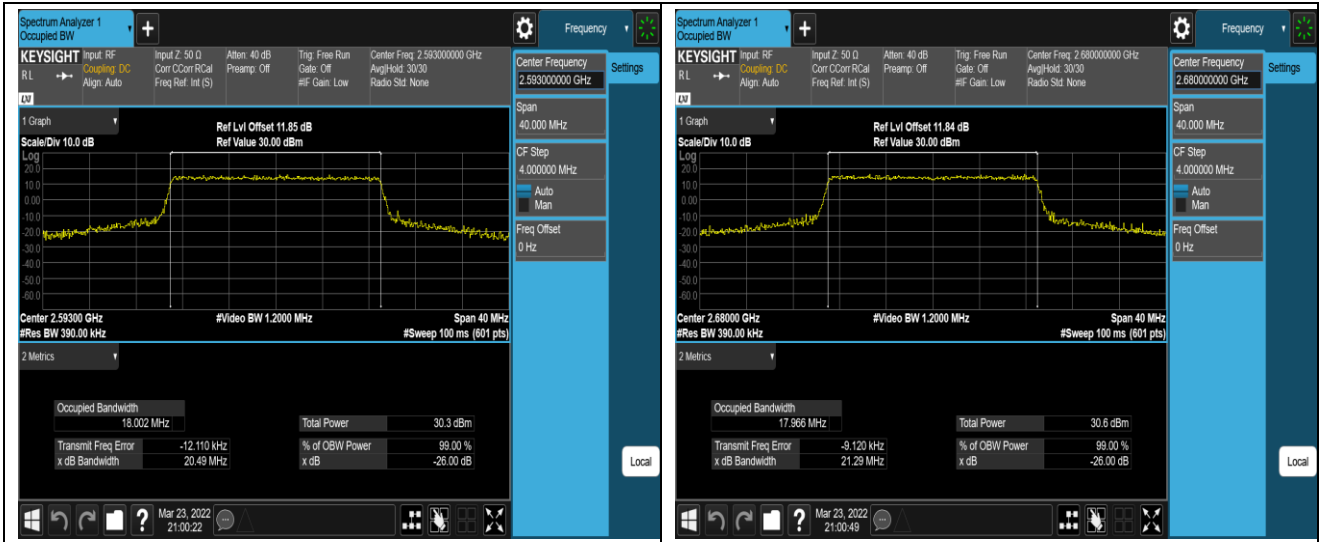 Spectrum Analyzer 1
Occupied BW
+
Frequency
KEYSIGHT
RL
LXI
Input: RF
Coupling: DC
Align: Auto
Input Z: 50 Ω
Corr CCorr RCal
Freq Ref: Int (S)
Atten: 40 dB
Preamp: Off
Trig: Free Run
Gate: Off
#IF Gain: Low
Center Freq: 2.593000000 GHz
Avg|Hold: 30/30
Radio Std: None
Center Frequency
2.593000000 GHz
Settings
Span
40.000 MHz
CF Step
4.000000 MHz
Auto
Man
Freq Offset
0 Hz
Local
1 Graph
Scale/Div 10.0 dB
Ref Lvl Offset 11.85 dB
Ref Value 30.00 dBm
Log
20.0
10.0
0.00
-10.0
-20.0
-30.0
-40.0
-50.0
-60.0
Center 2.59300 GHz
#Video BW 1.2000 MHz
Span 40 MHz
#Res BW 390.00 kHz
#Sweep 100 ms (601 pts)
2 Metrics
Occupied Bandwidth
18.002 MHz
Total Power 30.3 dBm
Transmit Freq Error -12.110 kHz
% of OBW Power 99.00 %
x dB Bandwidth 20.49 MHz
x dB -26.00 dB
?
Mar 23, 2022
21:00:22
Spectrum Analyzer 1
Occupied BW
+
Frequency
KEYSIGHT
RL
LXI
Input: RF
Coupling: DC
Align: Auto
Input Z: 50 Ω
Corr CCorr RCal
Freq Ref: Int (S)
Atten: 40 dB
Preamp: Off
Trig: Free Run
Gate: Off
#IF Gain: Low
Center Freq: 2.680000000 GHz
Avg|Hold: 30/30
Radio Std: None
Center Frequency
2.680000000 GHz
Settings
Span
40.000 MHz
CF Step
4.000000 MHz
Auto
Man
Freq Offset
0 Hz
Local
1 Graph
Scale/Div 10.0 dB
Ref Lvl Offset 11.84 dB
Ref Value 30.00 dBm
Log
20.0
10.0
0.00
-10.0
-20.0
-30.0
-40.0
-50.0
-60.0
Center 2.68000 GHz
#Video BW 1.2000 MHz
Span 40 MHz
#Res BW 390.00 kHz
#Sweep 100 ms (601 pts)
2 Metrics
Occupied Bandwidth
17.966 MHz
Total Power 30.6 dBm
Transmit Freq Error -9.120 kHz
% of OBW Power 99.00 %
x dB Bandwidth 21.29 MHz
x dB -26.00 dB
?
Mar 23, 2022
21:00:49